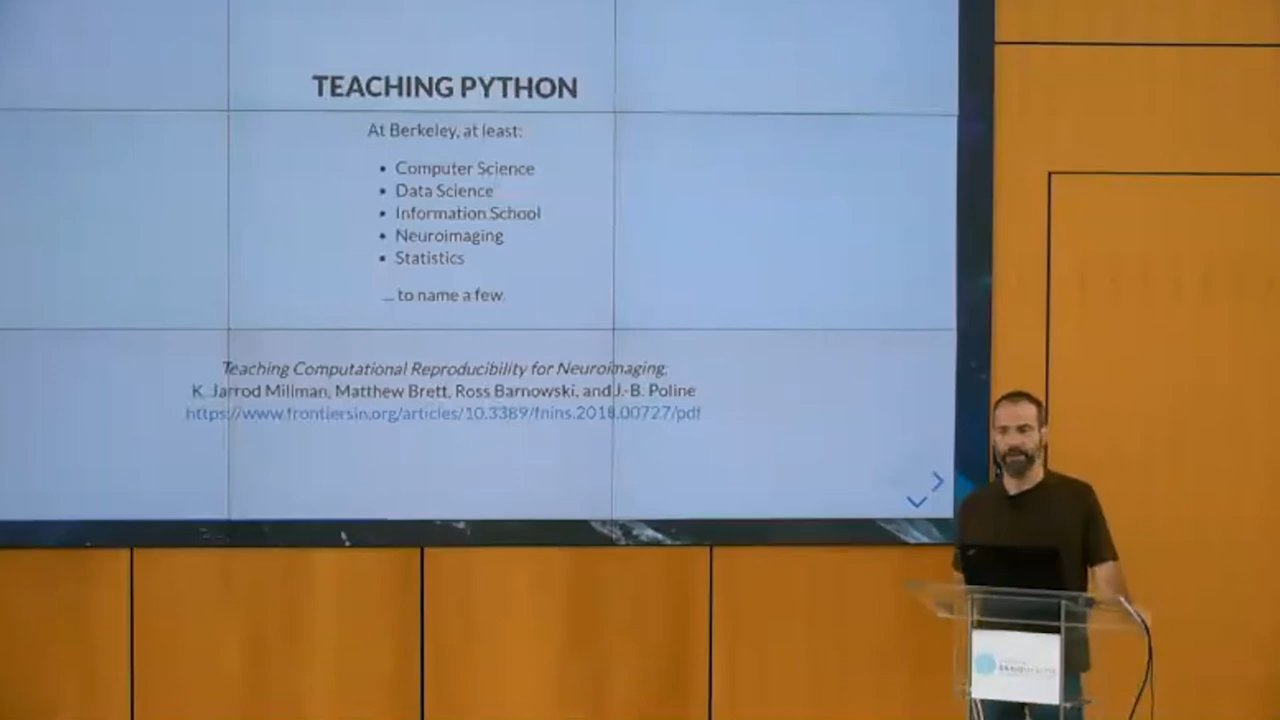 TEACHING PYTHON
At Berkeley, at least:
• Computer Science
• Data Science
• Information School
• Neuroimaging
• Statistics
... to name a few.
Teaching Computational Reproducibility for Neuroimaging.
K. Jarrod Millman, Matthew Brett, Ross Barnowski, and J.-B. Poline
https://www.frontiersin.org/articles/10.3389/fnins.2018.00727/pdf